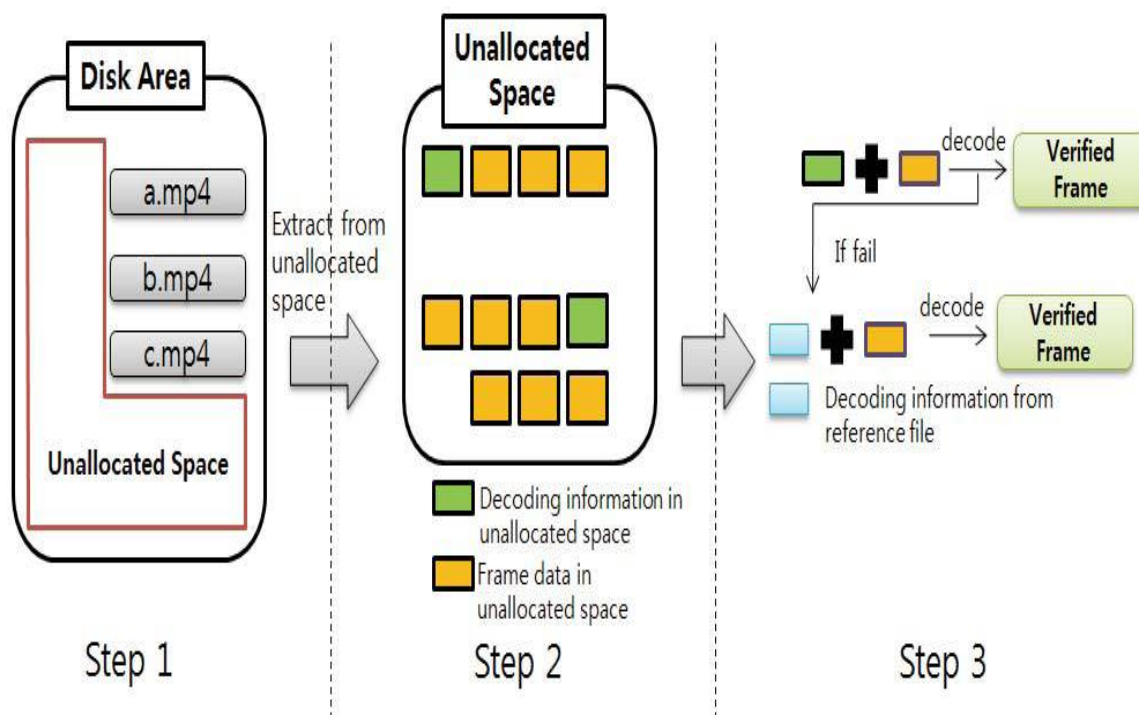 Disk Area
a.mp4
b.mp4
c.mp4
Unallocated Space
Step 1
Extract from
unallocated
space
Unallocated
Space
Decoding information in
unallocated space
Frame data in
unallocated space
Step 2
decode
Verified
Frame
If fail
decode
Verified
Frame
Decoding information from
reference file
Step 3